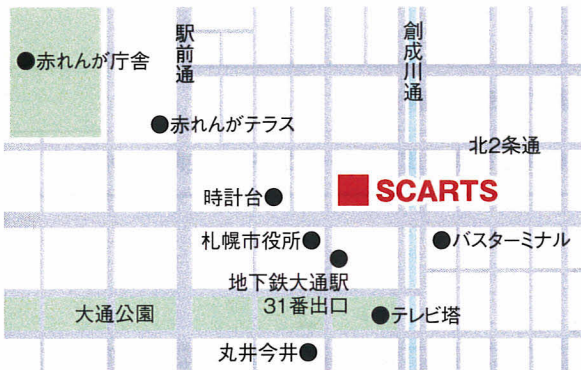 駅前通
創成川通
赤れんが庁舎
赤れんがテラス
北2条通
時計台
SCARTS
札幌市役所
バスターミナル
地下鉄大通駅
31番出口
大通公園
テレビ塔
丸井今井